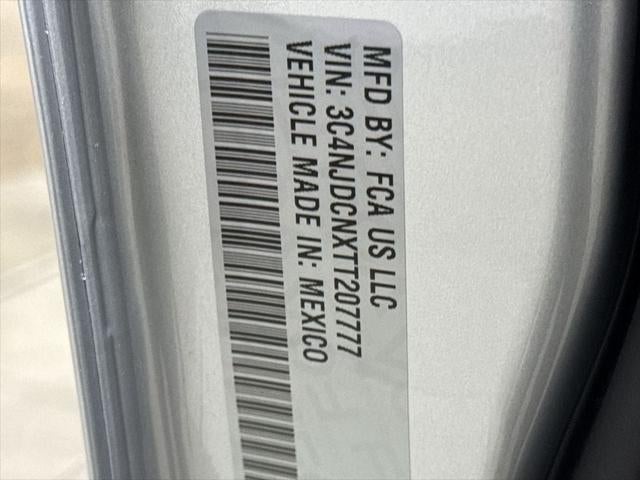 MFD BY: FCA US LLC
VIN: 3C4NJDCNXTT207777
VEHICLE MADE IN: MEXICO